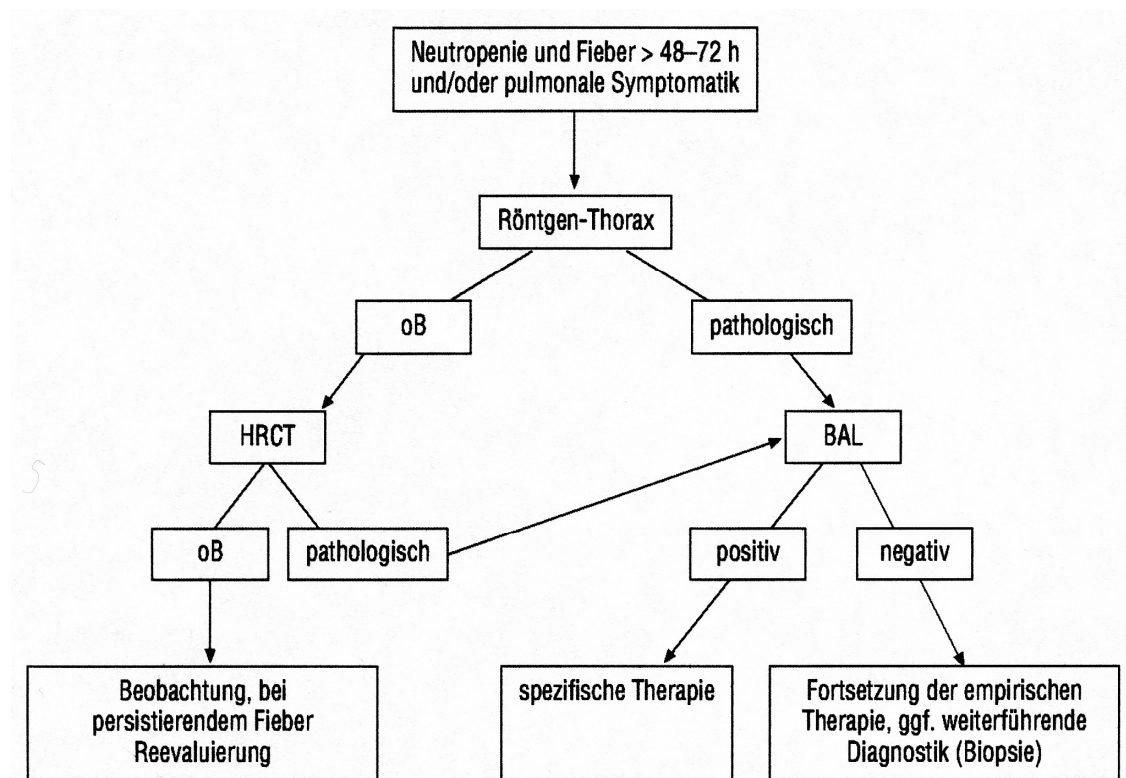 Neutropenie und Fieber > 48–72 h
und/oder pulmonale Symptomatik
Röntgen-Thorax
oB
pathologisch
HRCT
BAL
oB
pathologisch
positiv
negativ
Beobachtung, bei
persistierendem Fieber
Reevaluierung
spezifische Therapie
Fortsetzung der empirischen
Therapie, ggf. weiterführende
Diagnostik (Biopsie)